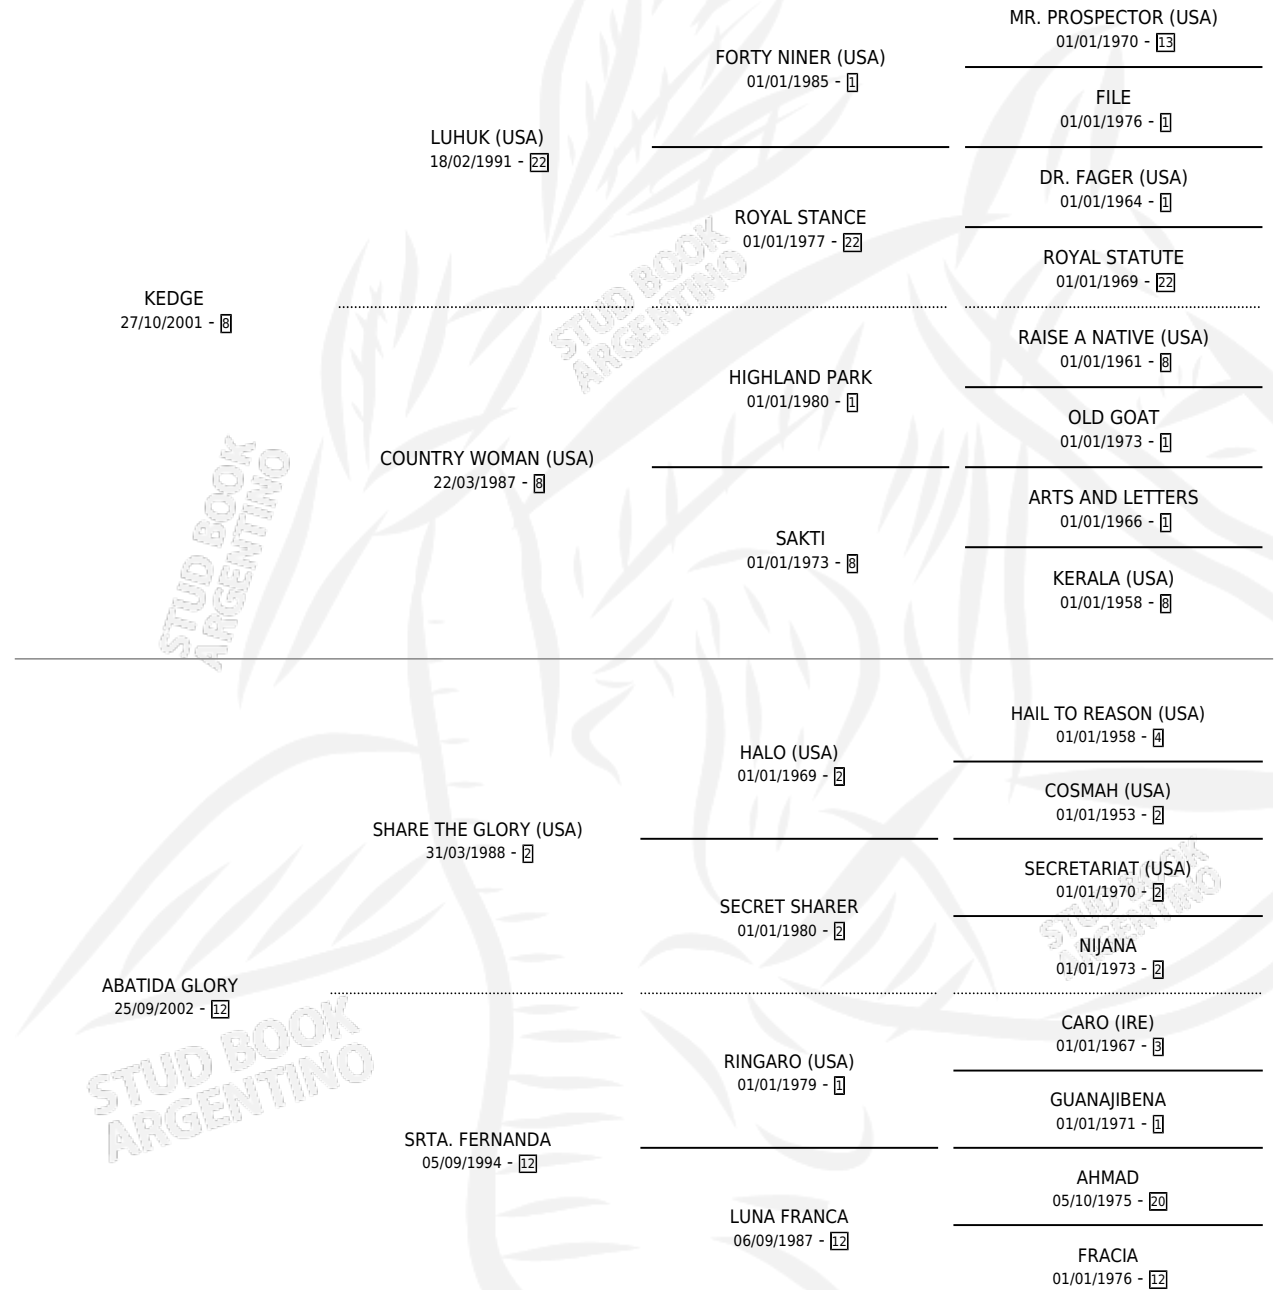 MR. PROSPECTOR (USA)
01/01/1970 - 13
FORTY NINER (USA)
01/01/1985 - 1
FILE
01/01/1976 - 1
LUHUK (USA)
18/02/1991 - 22
DR. FAGER (USA)
01/01/1964 - 1
ROYAL STANCE
01/01/1977 - 22
ROYAL STATUTE
01/01/1969 - 22
KEDGE
27/10/2001 - 8
STUD BOOK
ARGENTINO
RAISE A NATIVE (USA)
01/01/1961 - 8
HIGHLAND PARK
01/01/1980 - 1
OLD GOAT
01/01/1973 - 1
COUNTRY WOMAN (USA)
22/03/1987 - 8
ARTS AND LETTERS
01/01/1966 - 1
SAKTI
01/01/1973 - 8
KERALA (USA)
01/01/1958 - 8
STUD BOOK
ARGENTINO
HAIL TO REASON (USA)
01/01/1958 - 4
HALO (USA)
01/01/1969 - 2
COSMAH (USA)
01/01/1953 - 2
SHARE THE GLORY (USA)
31/03/1988 - 2
SECRETARIAT (USA)
01/01/1970 - 2
SECRET SHARER
01/01/1980 - 2
STUD BOOK
ARGENTINO
NIJANA
01/01/1973 - 2
ABATIDA GLORY
25/09/2002 - 12
CARO (IRE)
01/01/1967 - 3
RINGARO (USA)
01/01/1979 - 1
STUD BOOK
ARGENTINO
GUANAJIBENA
01/01/1971 - 1
SRTA. FERNANDA
05/09/1994 - 12
AHMAD
05/10/1975 - 20
LUNA FRANCA
06/09/1987 - 12
FRACIA
01/01/1976 - 12